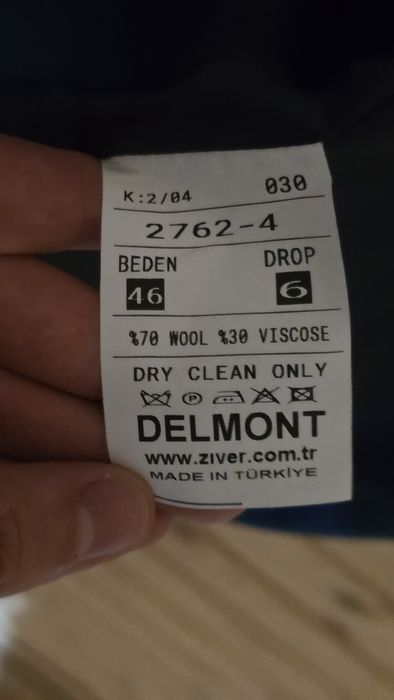 K:2/04 030
2762-4
BEDEN DROP
46 6
%70 WOOL %30 VISCOSE
DRY CLEAN ONLY
P
DELMONT
www.ziver.com.tr
MADE IN TÜRKİYE